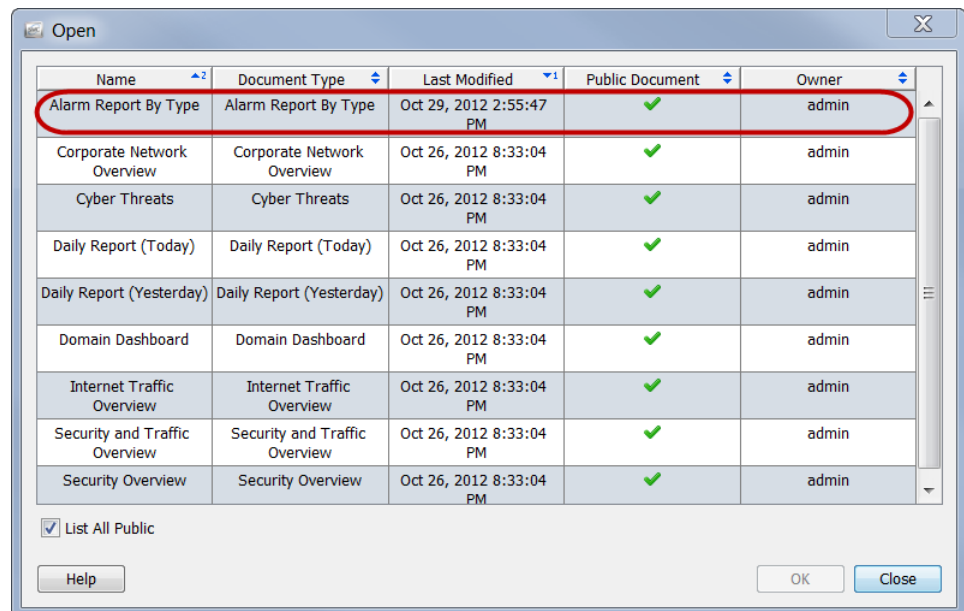 Open
Name 2 Document Type Last Modified 1 Public Document Owner
Alarm Report By Type Alarm Report By Type Oct 29, 2012 2:55:47 PM admin
Corporate Network Overview Corporate Network Overview Oct 26, 2012 8:33:04 PM admin
Cyber Threats Cyber Threats Oct 26, 2012 8:33:04 PM admin
Daily Report (Today) Daily Report (Today) Oct 26, 2012 8:33:04 PM admin
Daily Report (Yesterday) Daily Report (Yesterday) Oct 26, 2012 8:33:04 PM admin
Domain Dashboard Domain Dashboard Oct 26, 2012 8:33:04 PM admin
Internet Traffic Overview Internet Traffic Overview Oct 26, 2012 8:33:04 PM admin
Security and Traffic Overview Security and Traffic Overview Oct 26, 2012 8:33:04 PM admin
Security Overview Security Overview Oct 26, 2012 8:33:04 PM admin
List All Public
Help OK Close